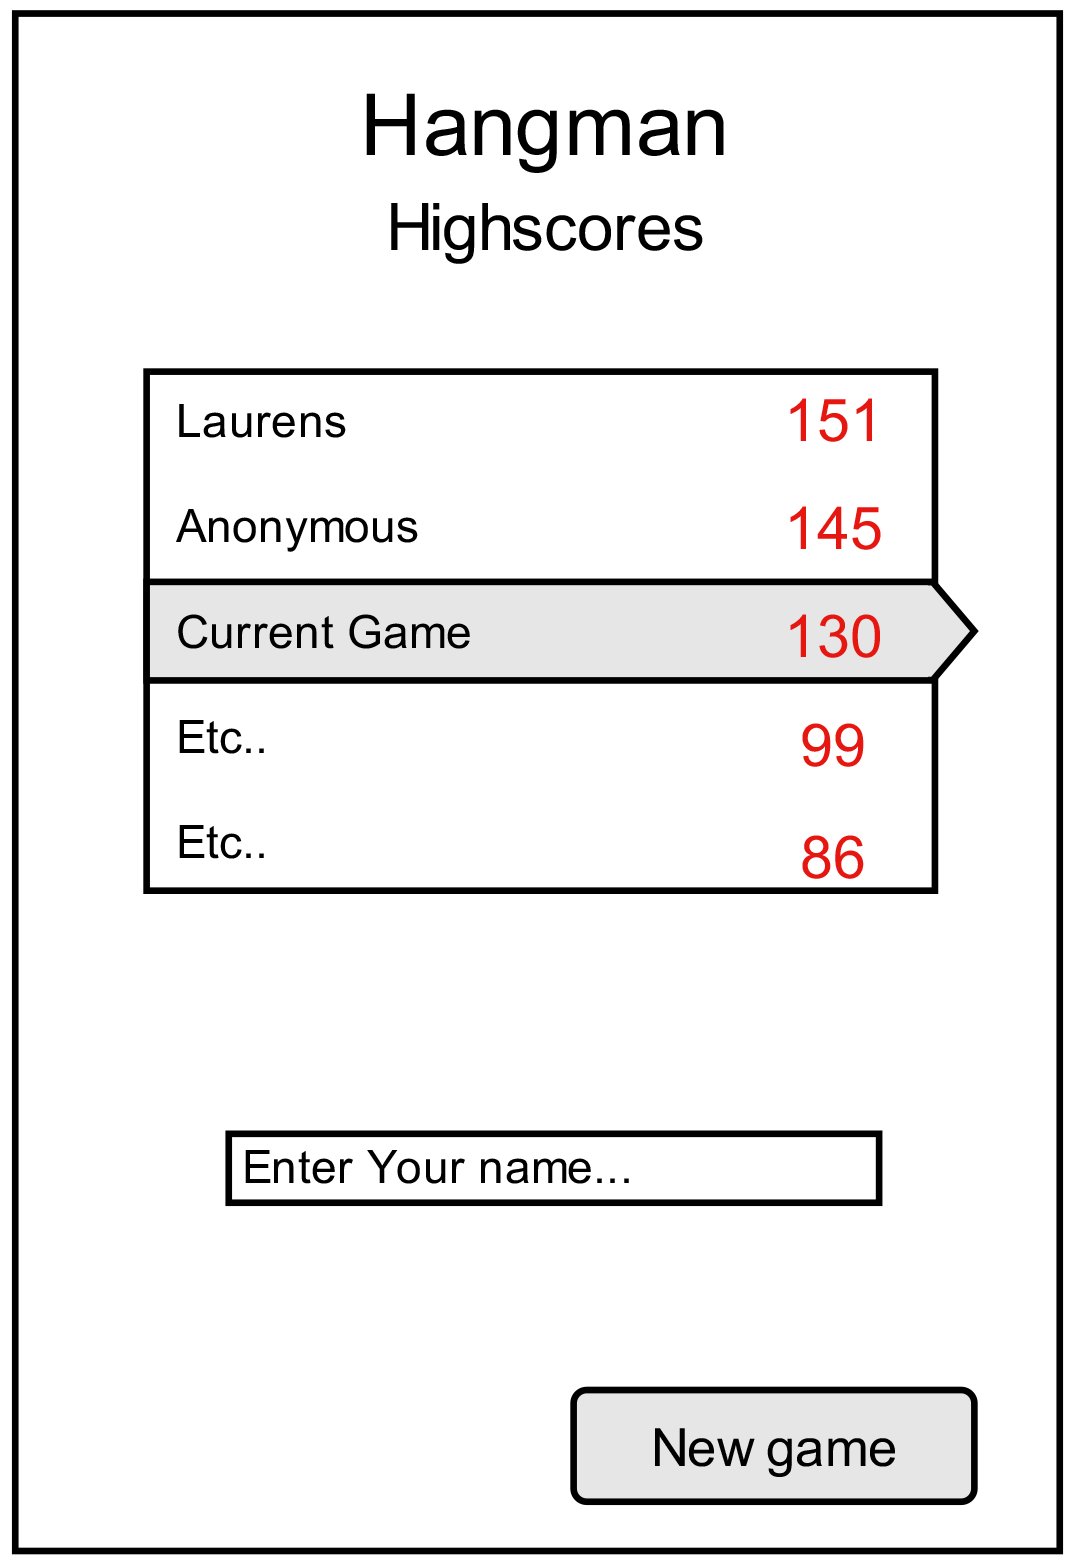 Hangman
Highscores
Laurens 151
Anonymous 145
Current Game 130
Etc.. 99
Etc.. 86
Enter Your name...
New game